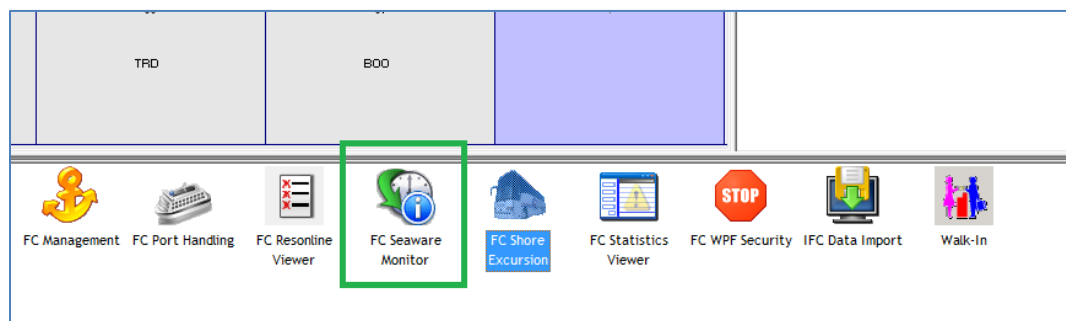 TRD
BOO
FC Management
FC Port Handling
FC Resonline
Viewer
FC Seaware
Monitor
FC Shore
Excursion
FC Statistics
Viewer
STOP
FC WPF Security
IFC Data Import
Walk-In